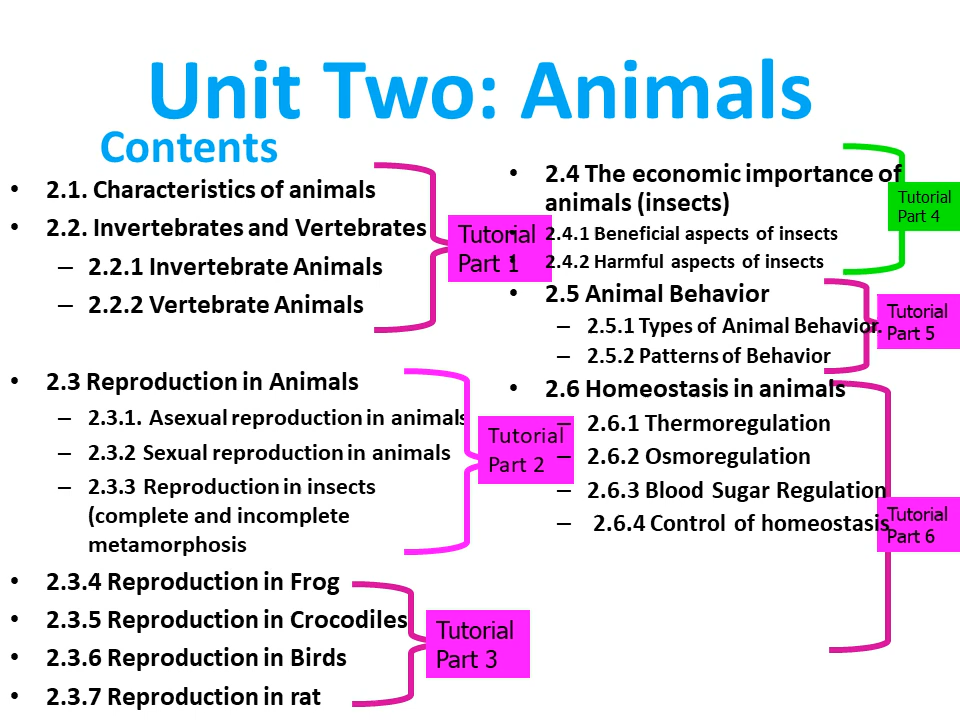 Unit Two: Animals
Contents
• 2.1. Characteristics of animals
• 2.2. Invertebrates and Vertebrates
– 2.2.1 Invertebrate Animals
– 2.2.2 Vertebrate Animals
Tutorial
Part 1
• 2.3 Reproduction in Animals
– 2.3.1. Asexual reproduction in animals
– 2.3.2 Sexual reproduction in animals
– 2.3.3 Reproduction in insects
(complete and incomplete
metamorphosis
Tutorial
Part 2
• 2.3.4 Reproduction in Frog
• 2.3.5 Reproduction in Crocodiles
• 2.3.6 Reproduction in Birds
• 2.3.7 Reproduction in rat
Tutorial
Part 3
• 2.4 The economic importance of
animals (insects)
• 2.4.1 Beneficial aspects of insects
• 2.4.2 Harmful aspects of insects
Tutorial
Part 4
• 2.5 Animal Behavior
– 2.5.1 Types of Animal Behavior.
– 2.5.2 Patterns of Behavior
Tutorial
Part 5
• 2.6 Homeostasis in animals
– 2.6.1 Thermoregulation
– 2.6.2 Osmoregulation
– 2.6.3 Blood Sugar Regulation
– 2.6.4 Control of homeostasis
Tutorial
Part 6